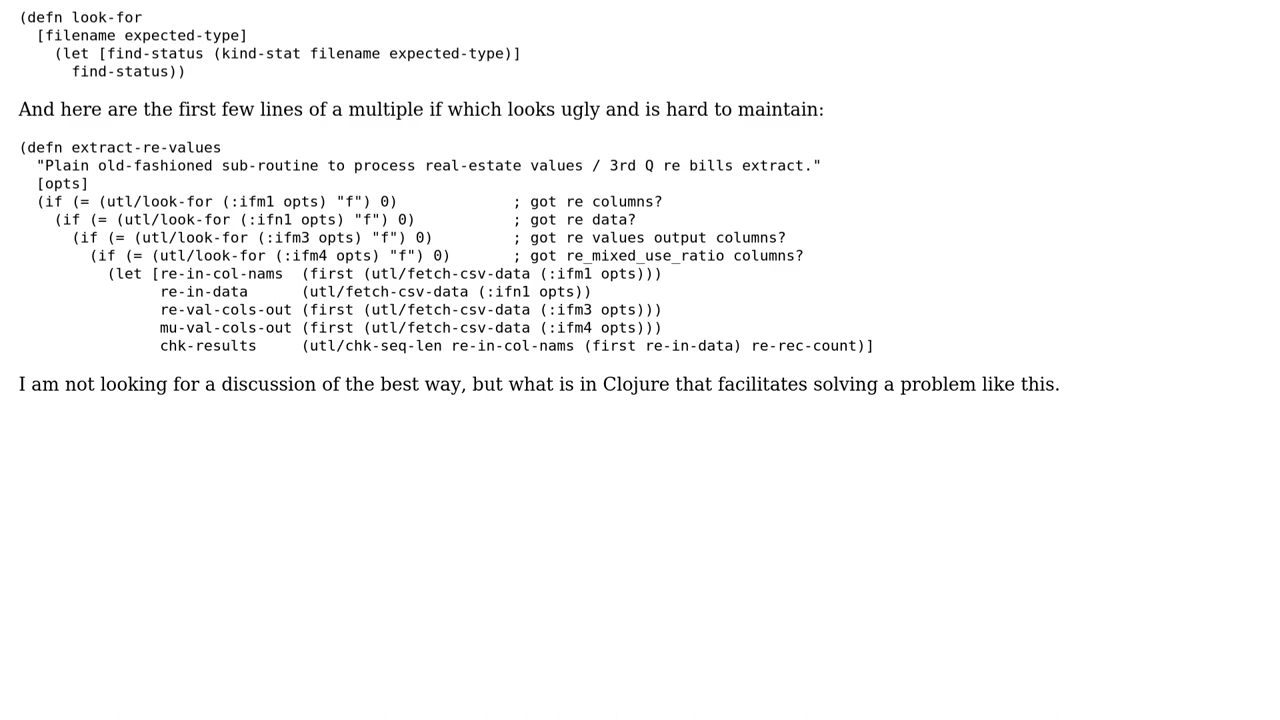 (defn look-for
  [filename expected-type]
    (let [find-status (kind-stat filename expected-type)]
      find-status))
And here are the first few lines of a multiple if which looks ugly and is hard to maintain:
(defn extract-re-values
  "Plain old-fashioned sub-routine to process real-estate values / 3rd Q re bills extract."
  [opts]
  (if (= (utl/look-for (:ifm1 opts) "f") 0)             ; got re columns?
    (if (= (utl/look-for (:ifn1 opts) "f") 0)           ; got re data?
      (if (= (utl/look-for (:ifm3 opts) "f") 0)         ; got re values output columns?
        (if (= (utl/look-for (:ifm4 opts) "f") 0)       ; got re_mixed_use_ratio columns?
          (let [re-in-col-nams  (first (utl/fetch-csv-data (:ifm1 opts)))
                re-in-data      (utl/fetch-csv-data (:ifn1 opts))
                re-val-cols-out (first (utl/fetch-csv-data (:ifm3 opts)))
                mu-val-cols-out (first (utl/fetch-csv-data (:ifm4 opts)))
                chk-results     (utl/chk-seq-len re-in-col-nams (first re-in-data) re-rec-count)]
I am not looking for a discussion of the best way, but what is in Clojure that facilitates solving a problem like this.